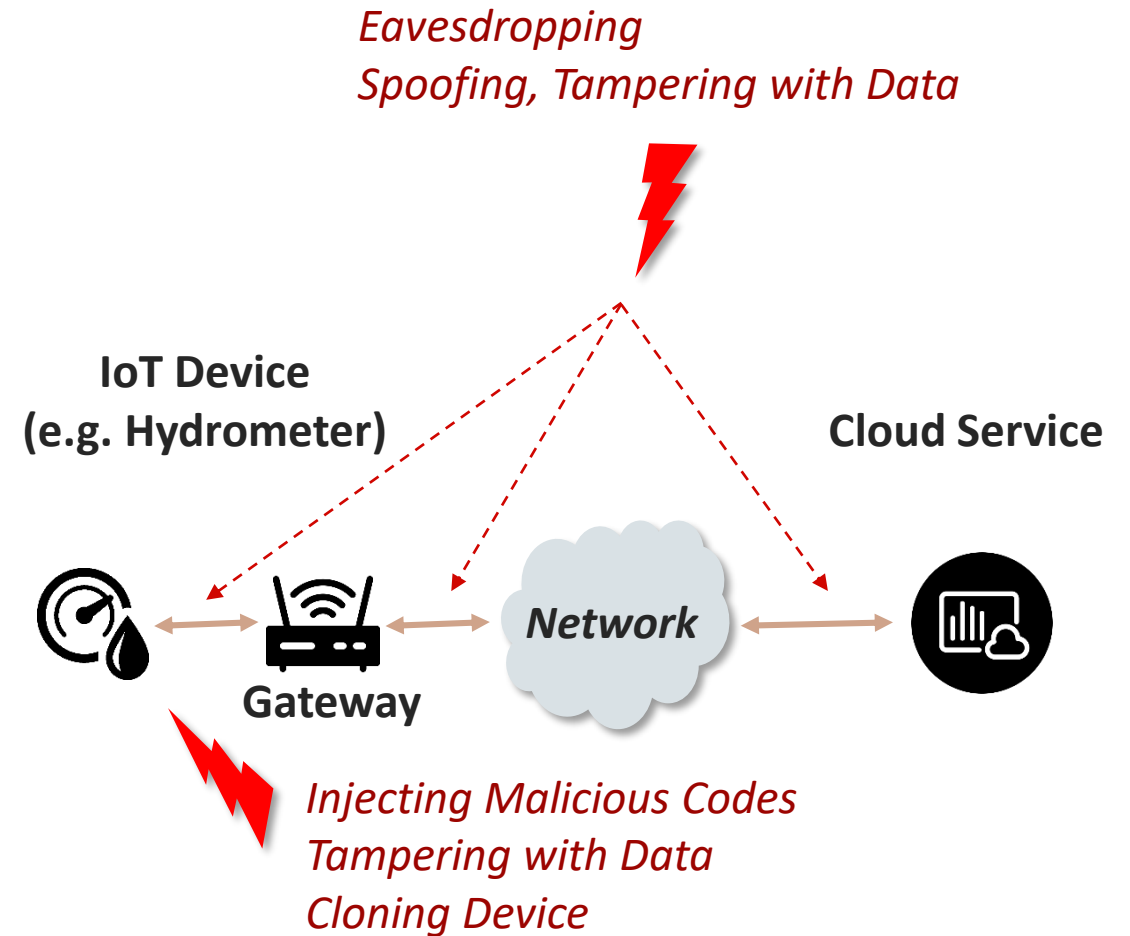 Eavesdropping
Spoofing, Tampering with Data
IoT Device
(e.g. Hydrometer)
Cloud Service
Network
Gateway
Injecting Malicious Codes
Tampering with Data
Cloning Device